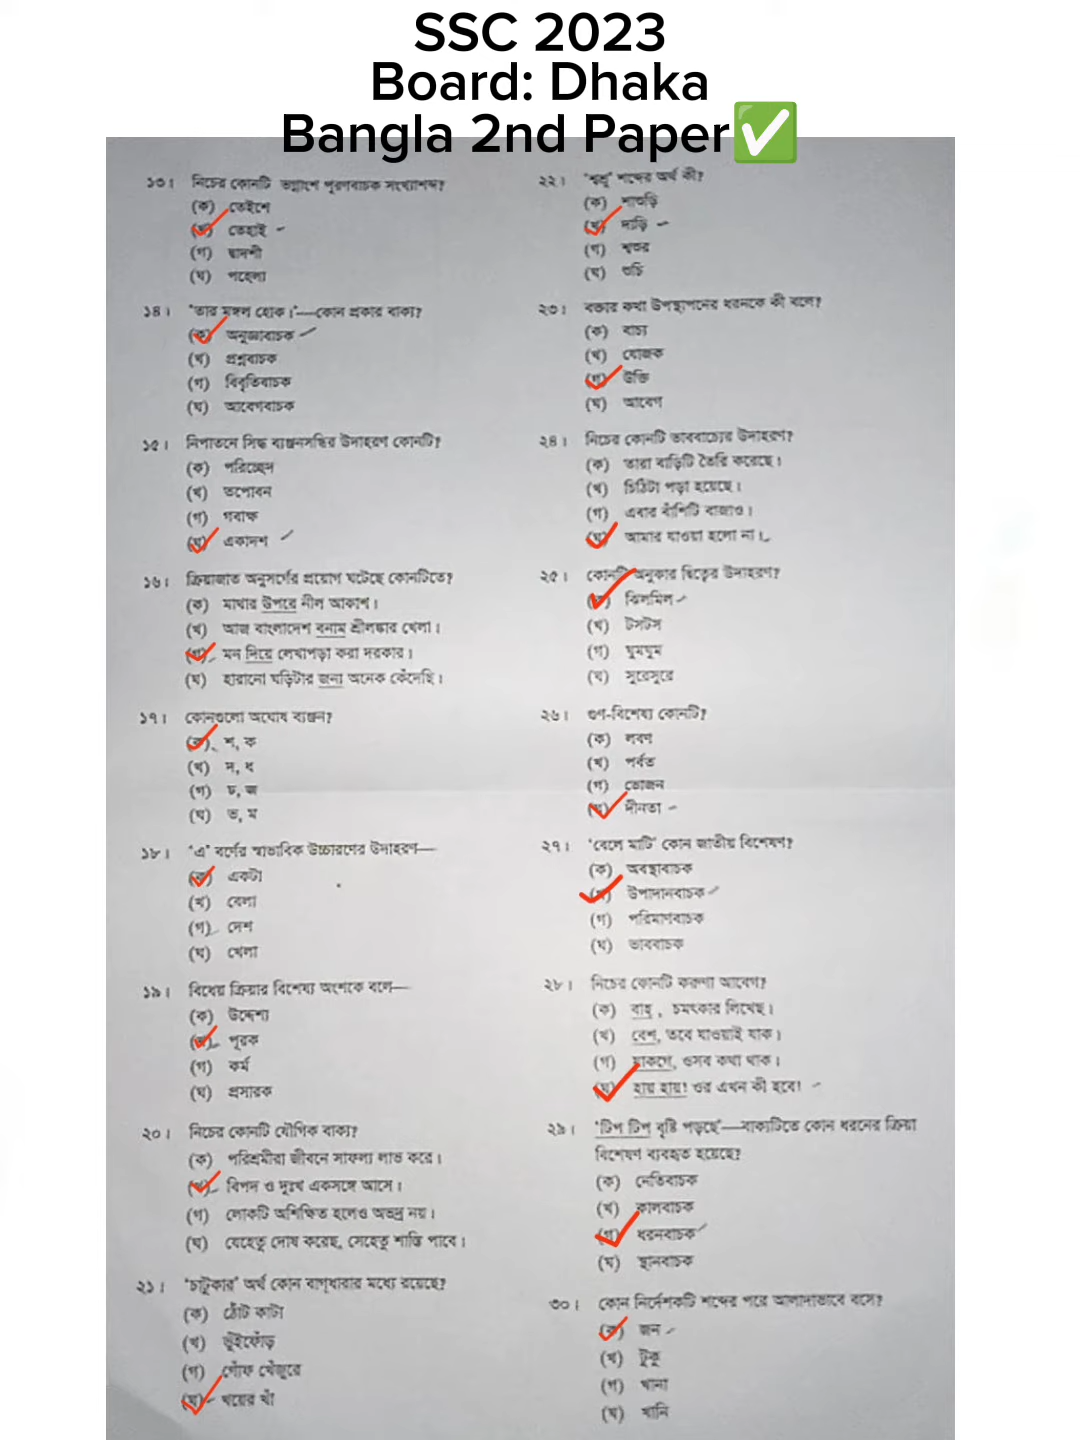 SSC 2023
Board: Dhaka
Bangla 2nd Paper✅
১৩। নিচের কোনটি ভগ্নাংশ পূরণবাচক সংখ্যাশব্দ?
(ক) তেইশে
(খ) তেহাই
(গ) দ্বাদশী
(ঘ) পহেলা
১৪। 'তার মঙ্গল হোক।'—কোন প্রকার বাক্য?
(ক) অনুজ্ঞাবাচক
(খ) প্রশ্নবাচক
(গ) বিবৃতিবাচক
(ঘ) আবেগবাচক
১৫। নিপাতনে সিদ্ধ ব্যঞ্জনসন্ধির উদাহরণ কোনটি?
(ক) পরিচ্ছেদ
(খ) তপোবন
(গ) গবাক্ষ
(ঘ) একাদশ
১৬। ক্রিয়াজাত অনুসর্গের প্রয়োগ ঘটেছে কোনটিতে?
(ক) মাথার উপরে নীল আকাশ।
(খ) আজ বাংলাদেশ বনাম শ্রীলঙ্কার খেলা।
(গ) মন দিয়ে লেখাপড়া করা দরকার।
(ঘ) হারানো ঘড়িটার জন্য অনেক কেঁদেছি।
১৭। কোনগুলো অঘোষ ব্যঞ্জন?
(ক) শ, ক
(খ) দ, ধ
(গ) চ, জ
(ঘ) ভ, ম
১৮। 'এ' বর্ণের স্বাভাবিক উচ্চারণের উদাহরণ—
(ক) একটা
(খ) বেলা
(গ) দেশ
(ঘ) খেলা
১৯। বিধেয় ক্রিয়ার বিশেষ্য অংশকে বলে—
(ক) উদ্দেশ্য
(খ) পূরক
(গ) কর্ম
(ঘ) প্রসারক
২০। নিচের কোনটি যৌগিক বাক্য?
(ক) পরিশ্রমীরা জীবনে সাফল্য লাভ করে।
(খ) বিপদ ও দুঃখ একসঙ্গে আসে।
(গ) লোকটি অশিক্ষিত হলেও অভদ্র নয়।
(ঘ) যেহেতু দোষ করেছ, সেহেতু শাস্তি পাবে।
২১। 'চাটুকার' অর্থ কোন বাগ্‌ধারার মধ্যে রয়েছে?
(ক) ঠোঁট কাটা
(খ) ভুঁইফোঁড়
(গ) গোঁফ খেঁজুরে
(ঘ) খয়ের খাঁ
২২। 'শ্মশ্রু' শব্দের অর্থ কী?
(ক) শাশুড়ি
(খ) দাড়ি
(গ) শ্বশুর
(ঘ) শুচি
২৩। বক্তার কথা উপস্থাপনের ধরনকে কী বলে?
(ক) বাচ্য
(খ) যোজক
(গ) উক্তি
(ঘ) আবেগ
২৪। নিচের কোনটি ভাববাচ্যের উদাহরণ?
(ক) তারা বাড়িটি তৈরি করেছে।
(খ) চিঠিটা পড়া হয়েছে।
(গ) এবার বাঁশিটি বাজাও।
(ঘ) আমার যাওয়া হলো না।
২৫। কোনটি অনুকার দ্বিত্বের উদাহরণ?
(ক) ঝিলমিল
(খ) টসটস
(গ) ঘুমঘুম
(ঘ) সুরেসুরে
২৬। গুণ-বিশেষ্য কোনটি?
(ক) লবণ
(খ) পর্বত
(গ) ভোজন
(ঘ) দীনতা
২৭। 'বেলে মাটি' কোন জাতীয় বিশেষণ?
(ক) অবস্থাবাচক
(খ) উপাদানবাচক
(গ) পরিমাণবাচক
(ঘ) ভাববাচক
২৮। নিচের কোনটি করুণা আবেগ?
(ক) বাহ্, চমৎকার লিখেছ।
(খ) বেশ, তবে যাওয়াই যাক।
(গ) যাকগে, ওসব কথা থাক।
(ঘ) হায় হায়! ওর এখন কী হবে!
২৯। 'টিপ টিপ বৃষ্টি পড়ছে'—বাক্যটিতে কোন ধরনের ক্রিয়া
বিশেষণ ব্যবহৃত হয়েছে?
(ক) নেতিবাচক
(খ) কালবাচক
(গ) ধরনবাচক
(ঘ) স্থানবাচক
৩০। কোন নির্দেশকটি শব্দের পরে আলাদাভাবে বসে?
(ক) জন
(খ) টুকু
(গ) খানা
(ঘ) খানি